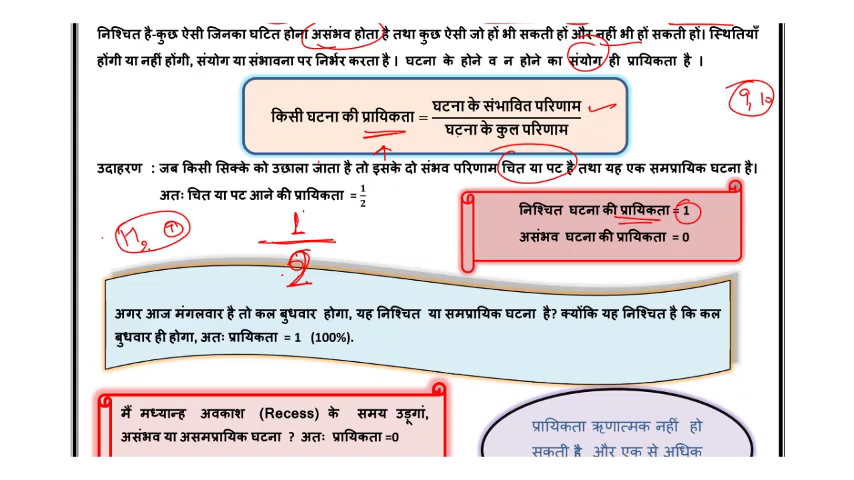 निश्चित है-कुछ ऐसी जिनका घटित होना असंभव होता है तथा कुछ ऐसी जो हों भी सकती हों और नहीं भी हों सकती हों। स्थितियाँ
होंगी या नहीं होंगी, संयोग या संभावना पर निर्भर करता है । घटना के होने व न होने का संयोग ही प्रायिकता है ।
किसी घटना की प्रायिकता = घटना के संभावित परिणाम / घटना के कुल परिणाम
उदाहरण : जब किसी सिक्के को उछाला जाता है तो इसके दो संभव परिणाम चित या पट है तथा यह एक समप्रायिक घटना है।
अतः चित या पट आने की प्रायिकता = 1/2
निश्चित घटना की प्रायिकता = 1
असंभव घटना की प्रायिकता = 0
1
2
अगर आज मंगलवार है तो कल बुधवार होगा, यह निश्चित या समप्रायिक घटना है? क्योंकि यह निश्चित है कि कल
बुधवार ही होगा, अतः प्रायिकता = 1 (100%).
मैं मध्यान्ह अवकाश (Recess) के समय उड़ूगां,
असंभव या असमप्रायिक घटना ? अतः प्रायिकता =0
प्रायिकता ऋणात्मक नहीं हो
सकती है और एक से अधिक